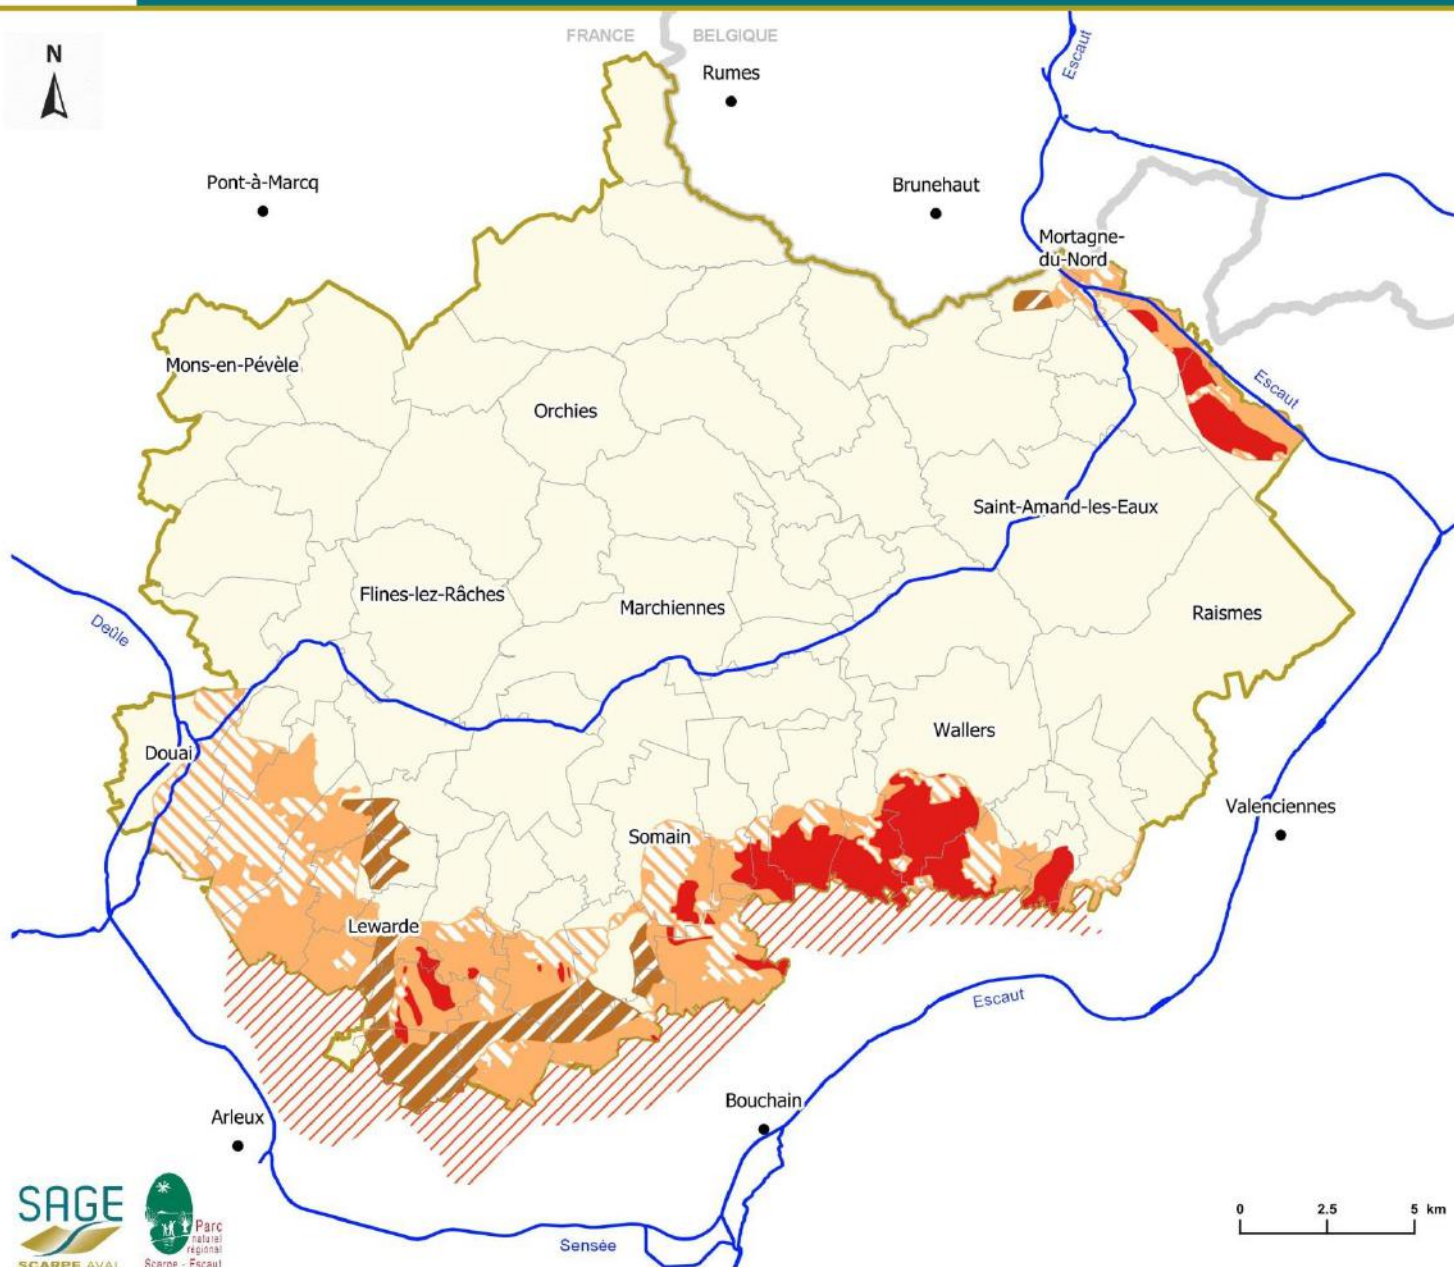 FRANCE BELGIQUE
Escaut
N
Rumes
Pont-à-Marcq
Brunehaut
Mortagne-
du-Nord
Mons-en-Pévèle
Escaut
Orchies
Saint-Amand-les-Eaux
Flines-lez-Râches
Marchiennes
Raismes
Deûle
Wallers
Douai
Valenciennes
Somain
Lewarde
Escaut
Bouchain
Arleux
SAGE
SCARPE AVAL
Parc
naturel
régional
Scarpe - Escaut
Sensée
0 2.5 5 km